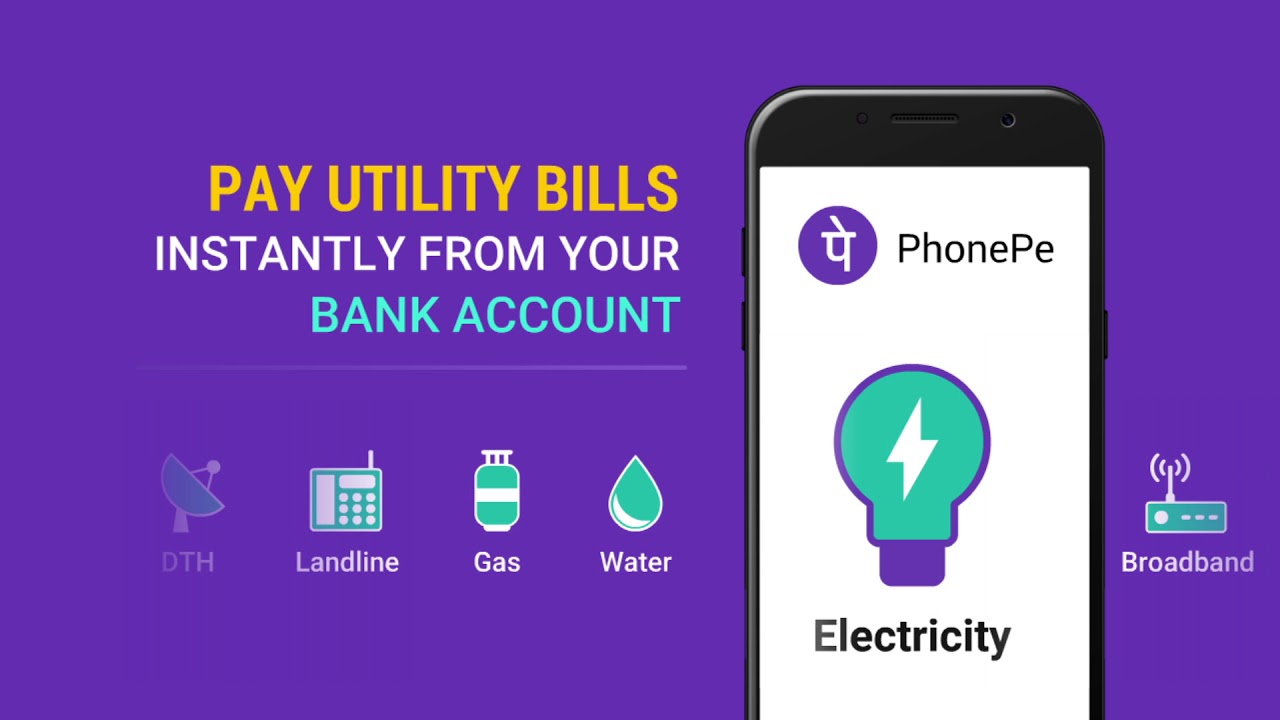 PAY UTILITY BILLS
INSTANTLY FROM YOUR
BANK ACCOUNT
DTH
Landline
Gas
Water
पे PhonePe
Electricity
Broadband